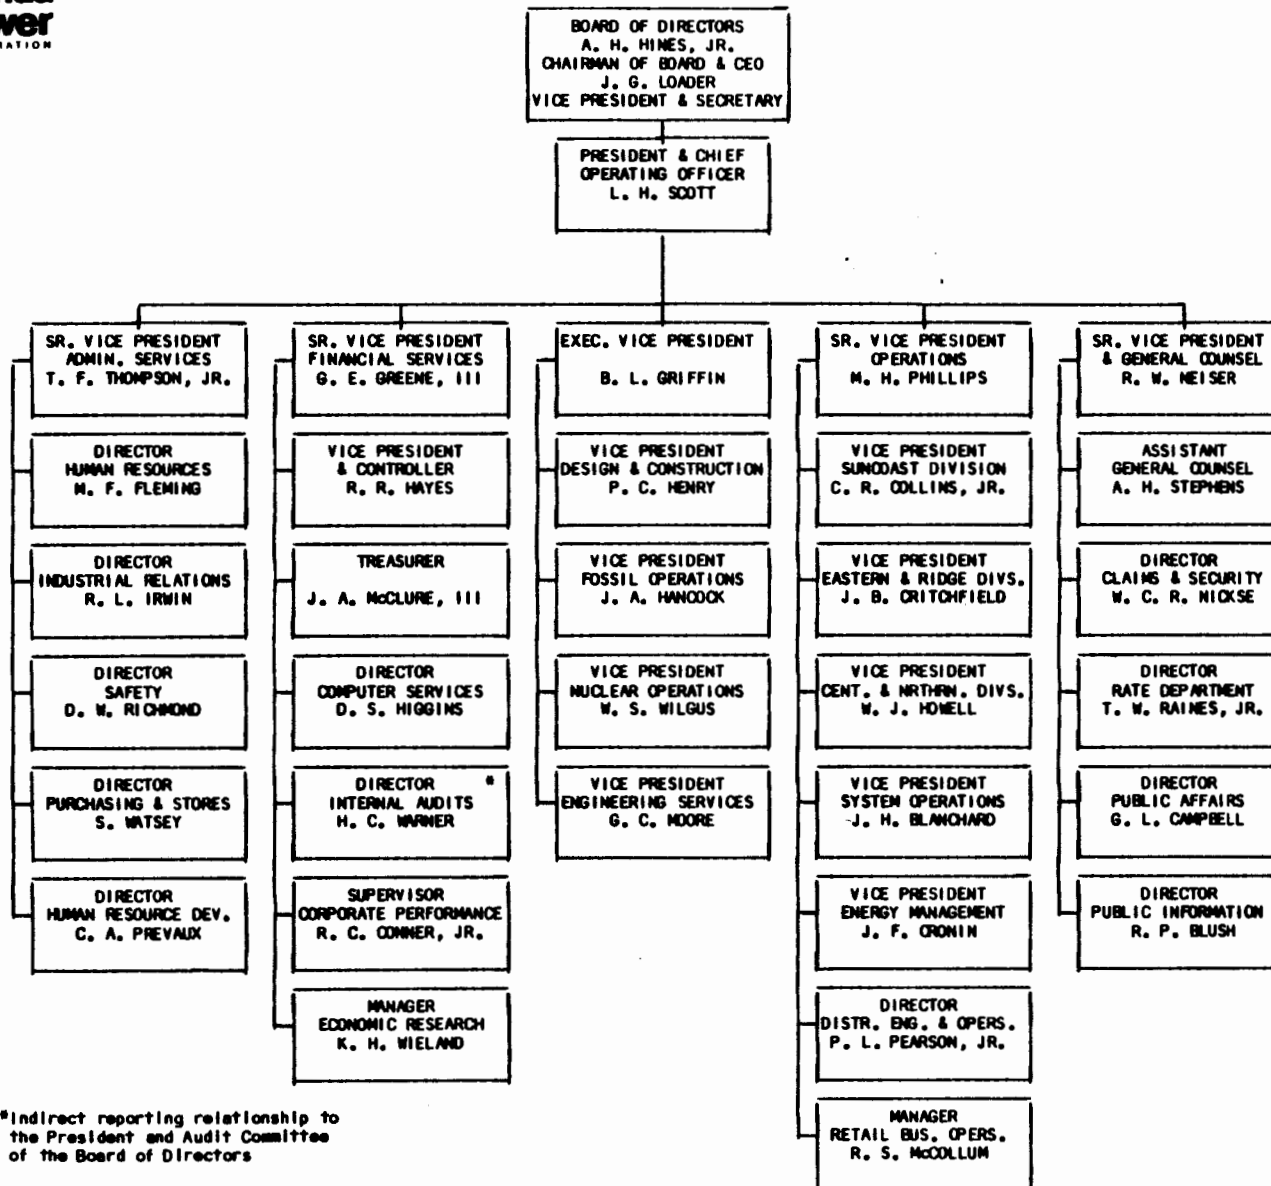 wer
BOARD OF DIRECTORS
A. H. HINES, JR.
CHAIRMAN OF BOARD & CEO
J. G. LOADER
VICE PRESIDENT & SECRETARY
PRESIDENT & CHIEF
OPERATING OFFICER
L. H. SCOTT
SR. VICE PRESIDENT
ADMIN. SERVICES
T. F. THOMPSON, JR.
DIRECTOR
HUMAN RESOURCES
M. F. FLEMING
DIRECTOR
INDUSTRIAL RELATIONS
R. L. IRWIN
DIRECTOR
SAFETY
D. W. RICHMOND
DIRECTOR
PURCHASING & STORES
S. WATSEY
DIRECTOR
HUMAN RESOURCE DEV.
C. A. PREVAUX
SR. VICE PRESIDENT
FINANCIAL SERVICES
G. E. GREENE, III
VICE PRESIDENT
& CONTROLLER
R. R. HAYES
TREASURER
J. A. McCLURE, III
DIRECTOR
COMPUTER SERVICES
D. S. HIGGINS
DIRECTOR *
INTERNAL AUDITS
H. C. WARNER
SUPERVISOR
CORPORATE PERFORMANCE
R. C. CONNER, JR.
MANAGER
ECONOMIC RESEARCH
K. H. WIELAND
EXEC. VICE PRESIDENT
B. L. GRIFFIN
VICE PRESIDENT
DESIGN & CONSTRUCTION
P. C. HENRY
VICE PRESIDENT
FOSSIL OPERATIONS
J. A. HANCOCK
VICE PRESIDENT
NUCLEAR OPERATIONS
W. S. WILGUS
VICE PRESIDENT
ENGINEERING SERVICES
G. C. MOORE
SR. VICE PRESIDENT
OPERATIONS
M. H. PHILLIPS
VICE PRESIDENT
SUNCOAST DIVISION
C. R. COLLINS, JR.
VICE PRESIDENT
EASTERN & RIDGE DIVS.
J. B. CRITCHFIELD
VICE PRESIDENT
CENT. & NRTHRN. DIVS.
W. J. HOWELL
VICE PRESIDENT
SYSTEM OPERATIONS
J. H. BLANCHARD
VICE PRESIDENT
ENERGY MANAGEMENT
J. F. CRONIN
DIRECTOR
DISTR. ENG. & OPERS.
P. L. PEARSON, JR.
MANAGER
RETAIL BUS. OPERS.
R. S. McCOLLUM
SR. VICE PRESIDENT
& GENERAL COUNSEL
R. W. NEISER
ASSISTANT
GENERAL COUNSEL
A. H. STEPHENS
DIRECTOR
CLAIMS & SECURITY
W. C. R. NICKSE
DIRECTOR
RATE DEPARTMENT
T. W. RAINES, JR.
DIRECTOR
PUBLIC AFFAIRS
G. L. CAMPBELL
DIRECTOR
PUBLIC INFORMATION
R. P. BLUSH
*Indirect reporting relationship to
the President and Audit Committee
of the Board of Directors